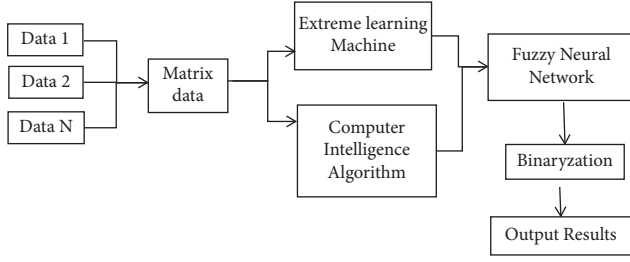 Data 1
Data 2
Data N
Matrix
data
Extreme learning
Machine
Computer
Intelligence
Algorithm
Fuzzy Neural
Network
Binaryzation
Output Results